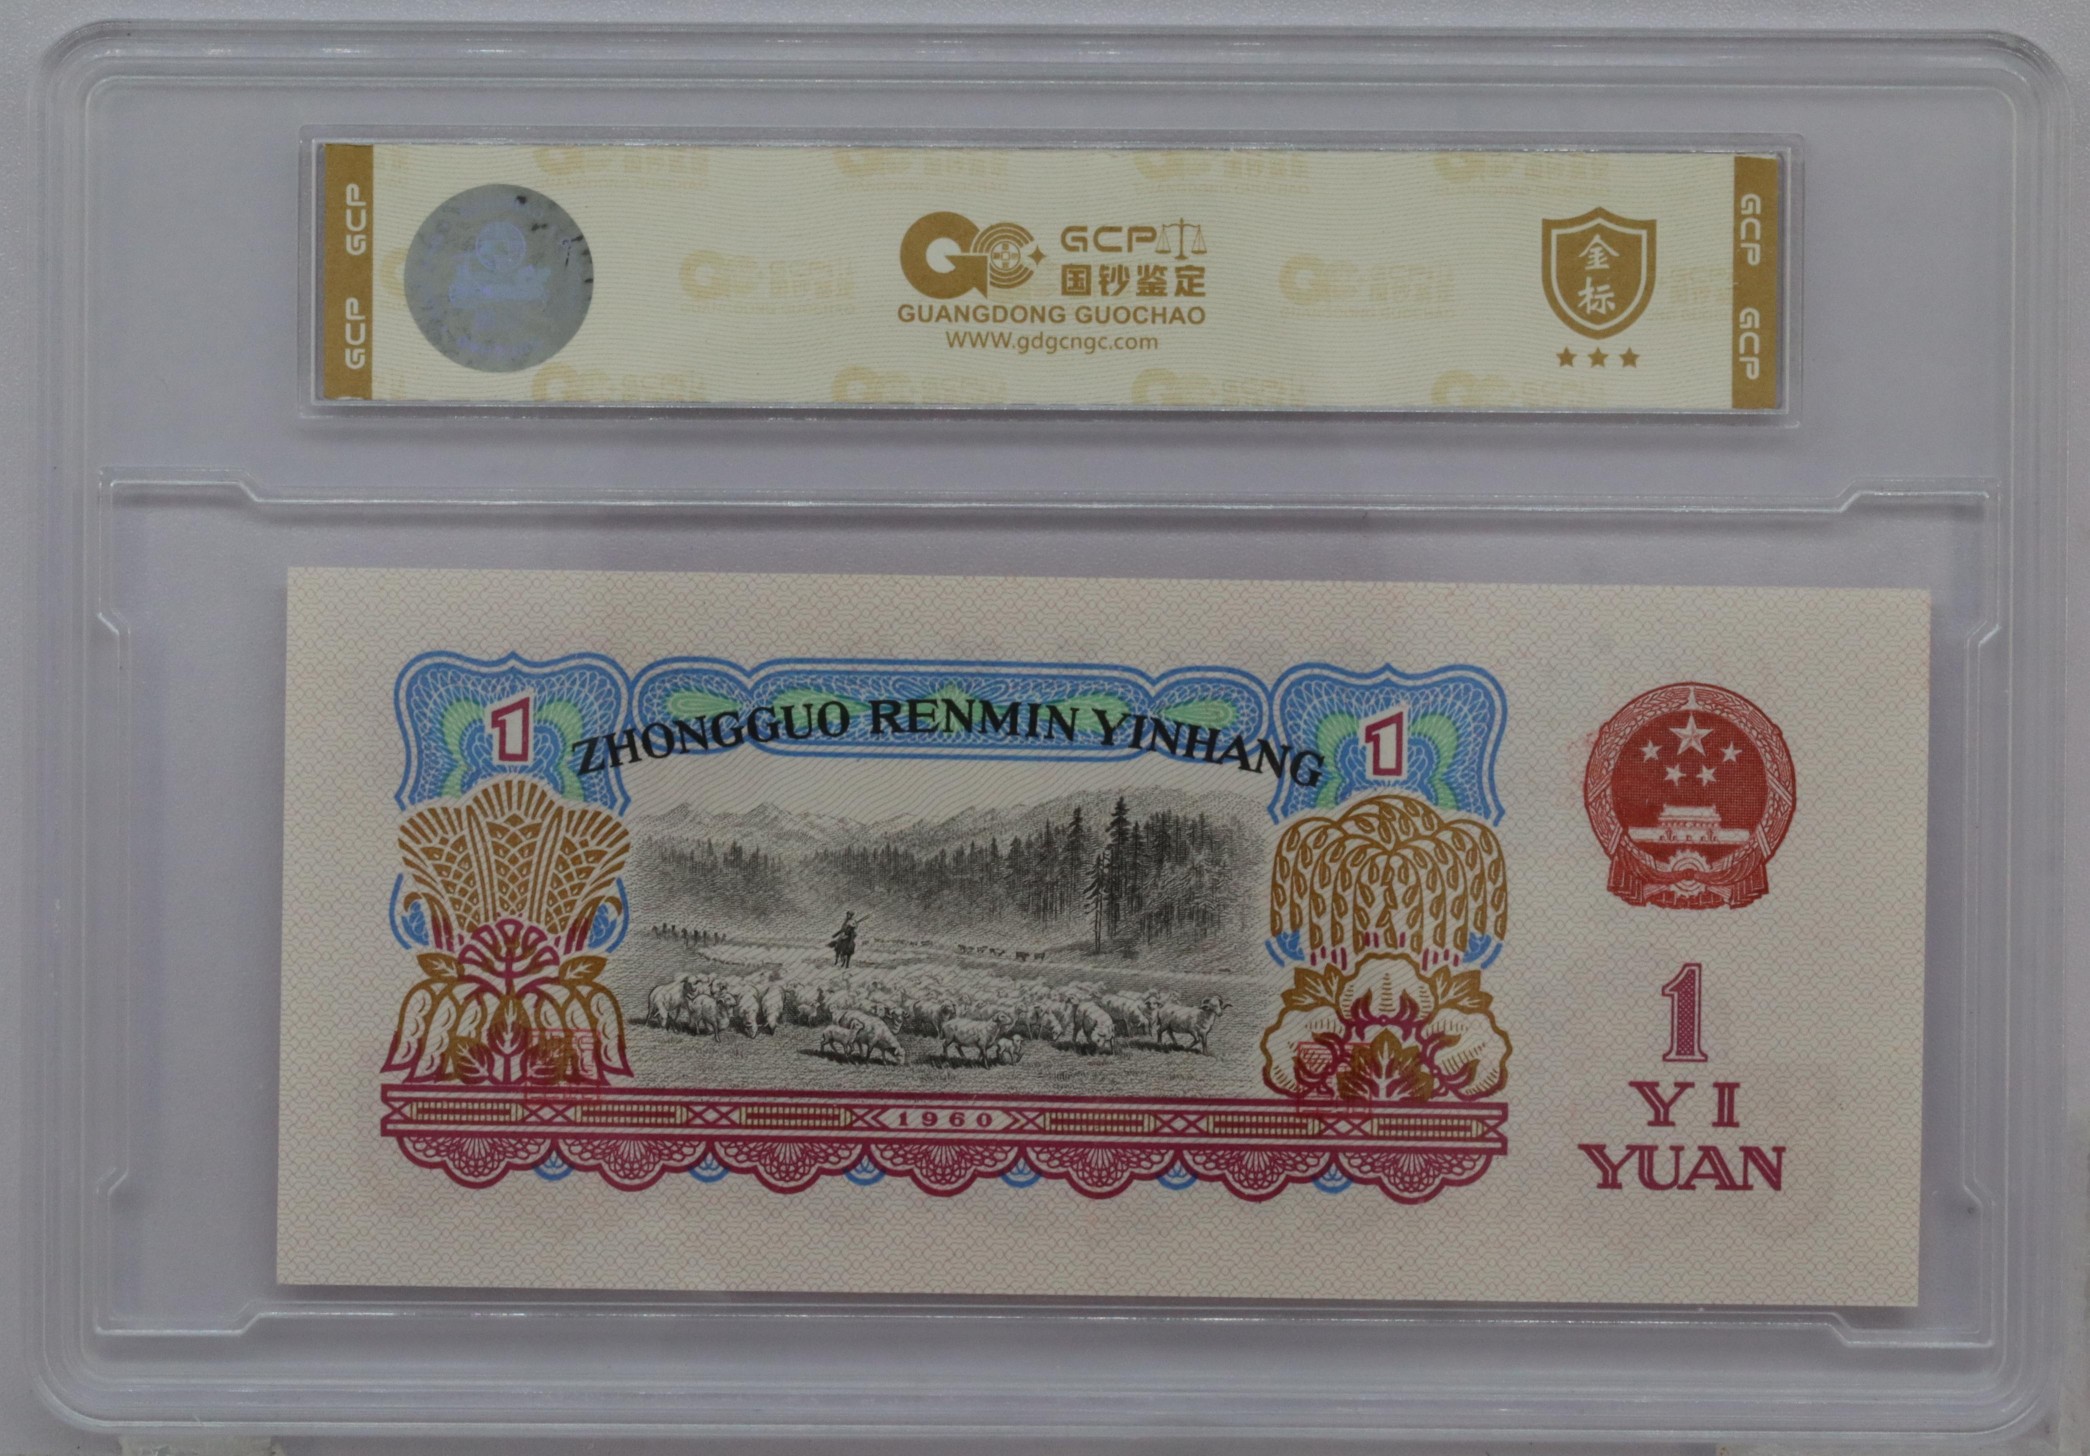 GCP
GCP
GCP
国钞鉴定
GUANGDONG GUOCHAO
WWW.gdgcngc.com
金标
GCP
GCP
ZHONGGUO RENMIN YINHANG
1
1
1960
1
YI
YUAN